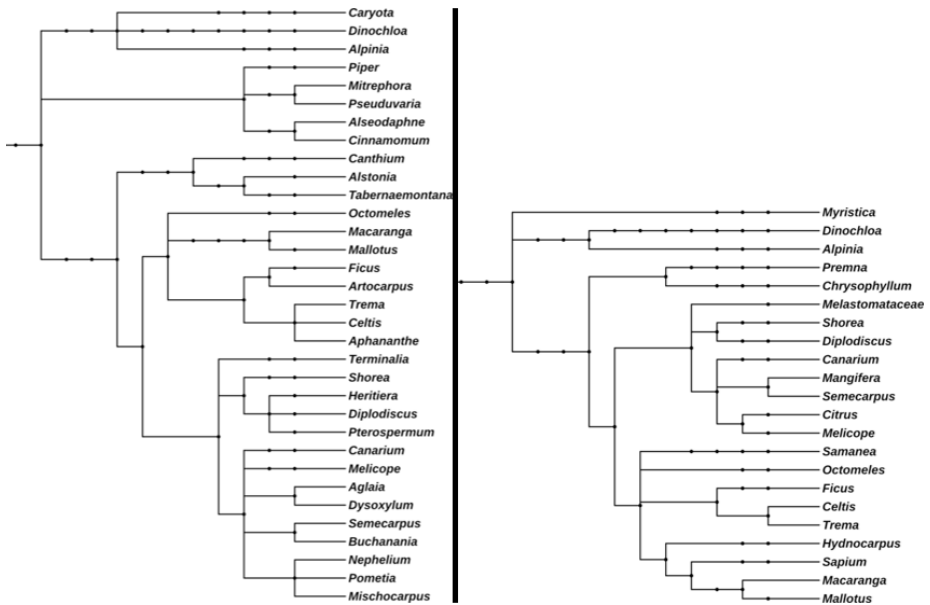 Caryota
Dinochloa
Alpinia
Piper
Mitrephora
Pseuduvaria
Alseodaphne
Cinnamomum
Canthium
Alstonia
Tabernaemontana
Octomeles
Macaranga
Mallotus
Ficus
Artocarpus
Trema
Celtis
Aphananthe
Terminalia
Shorea
Heritiera
Diplodiscus
Pterospermum
Canarium
Melicope
Aglaia
Dysoxylum
Semecarpus
Buchanania
Nephelium
Pometia
Mischocarpus
Myristica
Dinochloa
Alpinia
Premna
Chrysophyllum
Melastomataceae
Shorea
Diplodiscus
Canarium
Mangifera
Semecarpus
Citrus
Melicope
Samanea
Octomeles
Ficus
Celtis
Trema
Hydnocarpus
Sapium
Macaranga
Mallotus